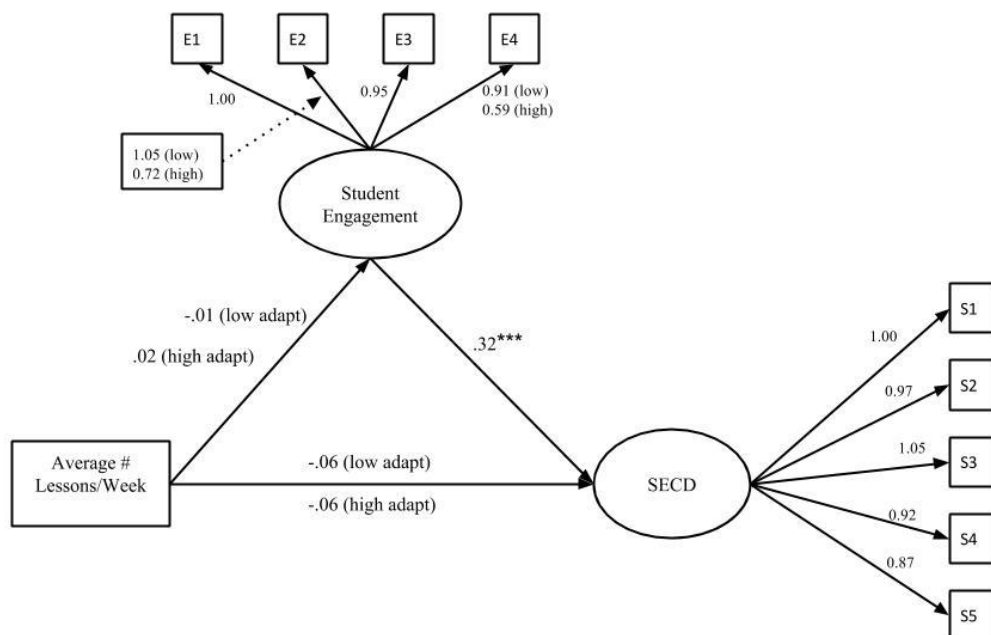 E1
E2
E3
E4
1.00
0.95
0.91 (low)
0.59 (high)
1.05 (low)
0.72 (high)
Student
Engagement
-.01 (low adapt)
.02 (high adapt)
.32***
Average #
Lessons/Week
-.06 (low adapt)
-.06 (high adapt)
SECD
1.00
0.97
1.05
0.92
0.87
S1
S2
S3
S4
S5